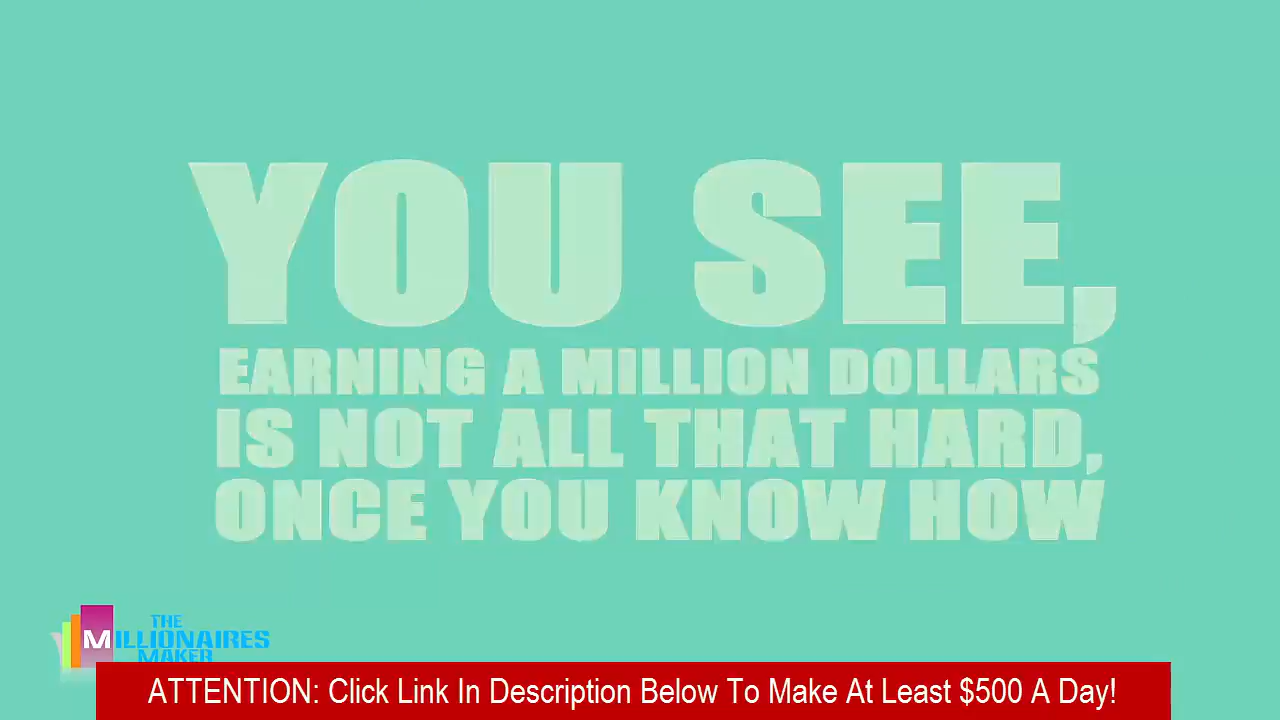 YOU SEE,
EARNING A MILLION DOLLARS
IS NOT ALL THAT HARD,
ONCE YOU KNOW HOW
THE
MILLIONAIRES
MAKER
ATTENTION: Click Link In Description Below To Make At Least $500 A Day!